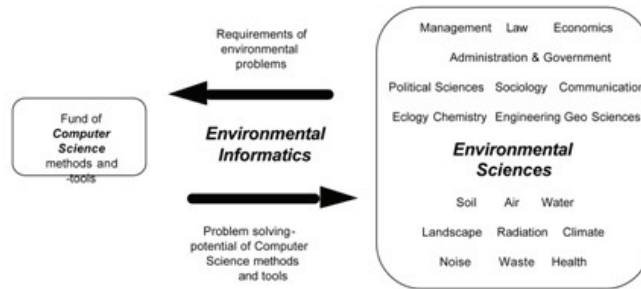 Requirements of
environmental
problems
Fund of
Computer
Science
methods and
-tools
Environmental
Informatics
Problem solving-
potential of Computer
Science methods
and tools
Management Law Economics
Administration & Government
Political Sciences Sociology Communication
Eclogy Chemistry Engineering Geo Sciences
Environmental
Sciences
Soil Air Water
Landscape Radiation Climate
Noise Waste Health